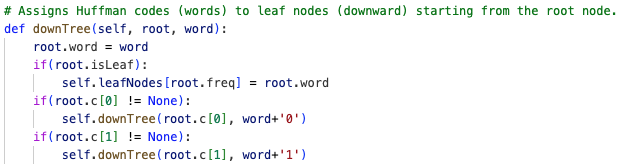 # Assigns Huffman codes (words) to leaf nodes (downward) starting from the root node.
def downTree(self, root, word):
    root.word = word
    if(root.isLeaf):
        self.leafNodes[root.freq] = root.word
    if(root.c[0] != None):
        self.downTree(root.c[0], word+'0')
    if(root.c[1] != None):
        self.downTree(root.c[1], word+'1')